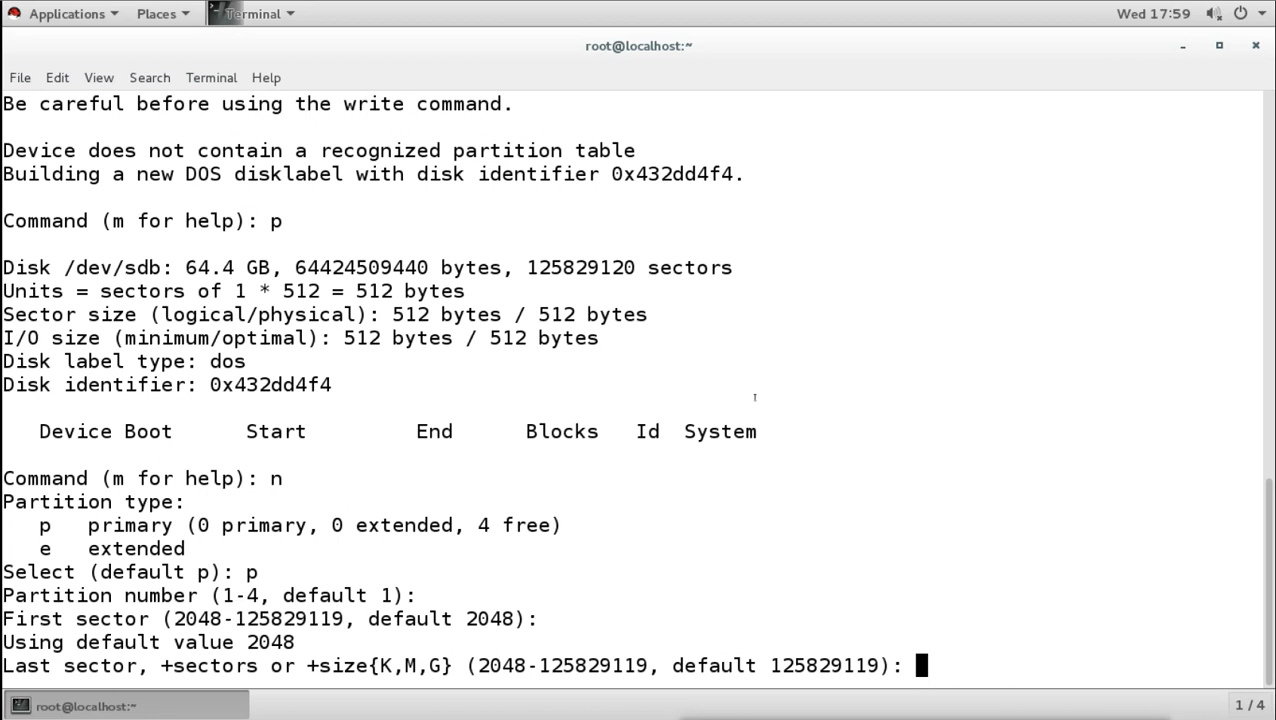 Applications Places Terminal Wed 17:59
root@localhost:~
File Edit View Search Terminal Help
Be careful before using the write command.
Device does not contain a recognized partition table
Building a new DOS disklabel with disk identifier 0x432dd4f4.
Command (m for help): p
Disk /dev/sdb: 64.4 GB, 64424509440 bytes, 125829120 sectors
Units = sectors of 1 * 512 = 512 bytes
Sector size (logical/physical): 512 bytes / 512 bytes
I/O size (minimum/optimal): 512 bytes / 512 bytes
Disk label type: dos
Disk identifier: 0x432dd4f4
Device Boot Start End Blocks Id System
Command (m for help): n
Partition type:
p primary (0 primary, 0 extended, 4 free)
e extended
Select (default p): p
Partition number (1-4, default 1):
First sector (2048-125829119, default 2048):
Using default value 2048
Last sector, +sectors or +size{K,M,G} (2048-125829119, default 125829119):
root@localhost:~ 1 / 4